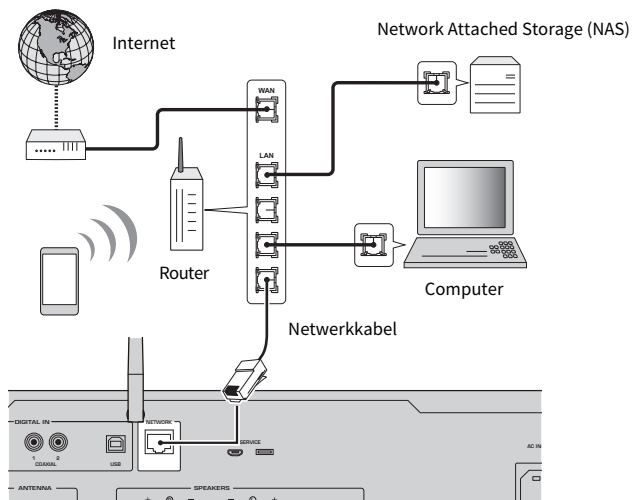 Internet
Network Attached Storage (NAS)
WAN
LAN
Router
Computer
Netwerkkabel
DIGITAL IN
NETWORK
1
2
COAXIAL
USB
SERVICE
AC IN
ANTENNA
SPEAKERS